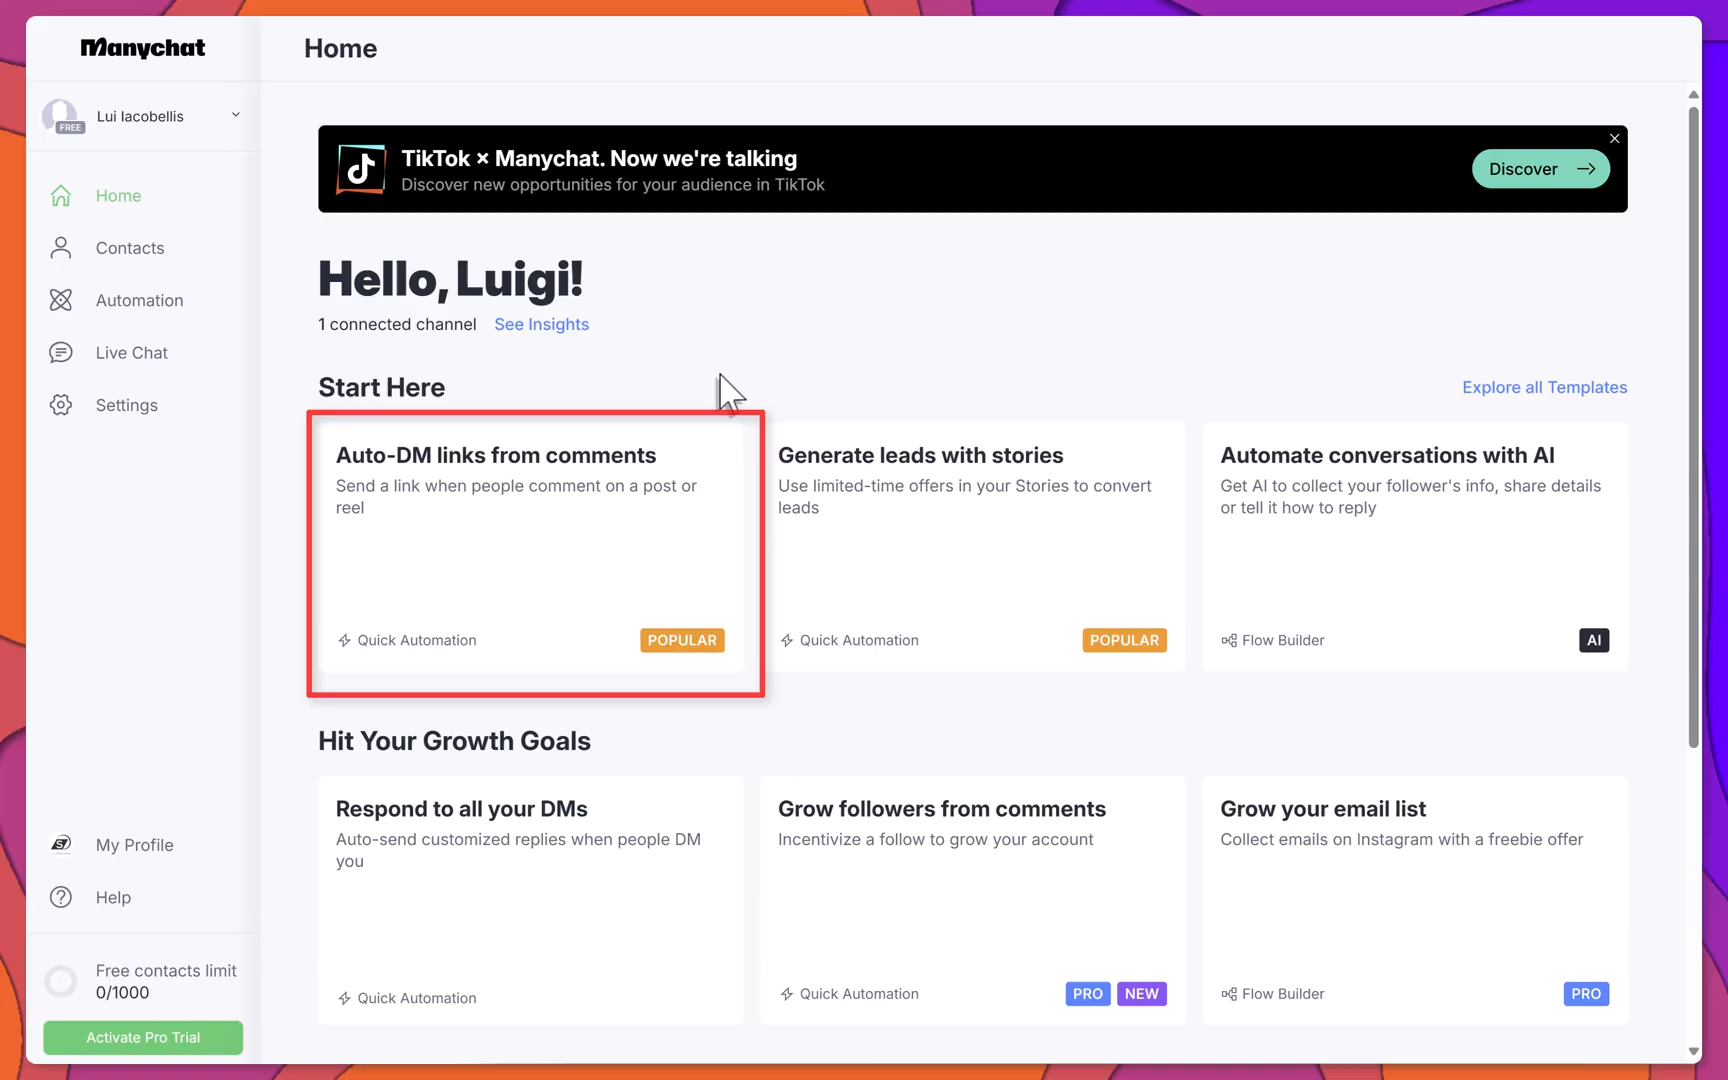 Manychat
Home
FREE
Lui Iacobellis
Home
Contacts
Automation
Live Chat
Settings
My Profile
Help
Free contacts limit
0/1000
Activate Pro Trial
TikTok × Manychat. Now we're talking
Discover new opportunities for your audience in TikTok
Discover
Hello, Luigi!
1 connected channel See Insights
Start Here
Explore all Templates
Auto-DM links from comments
Send a link when people comment on a post or
reel
Quick Automation
POPULAR
Generate leads with stories
Use limited-time offers in your Stories to convert
leads
Quick Automation
POPULAR
Automate conversations with AI
Get AI to collect your follower's info, share details
or tell it how to reply
Flow Builder
AI
Hit Your Growth Goals
Respond to all your DMs
Auto-send customized replies when people DM
you
Quick Automation
Grow followers from comments
Incentivize a follow to grow your account
Quick Automation
PRO NEW
Grow your email list
Collect emails on Instagram with a freebie offer
Flow Builder
PRO